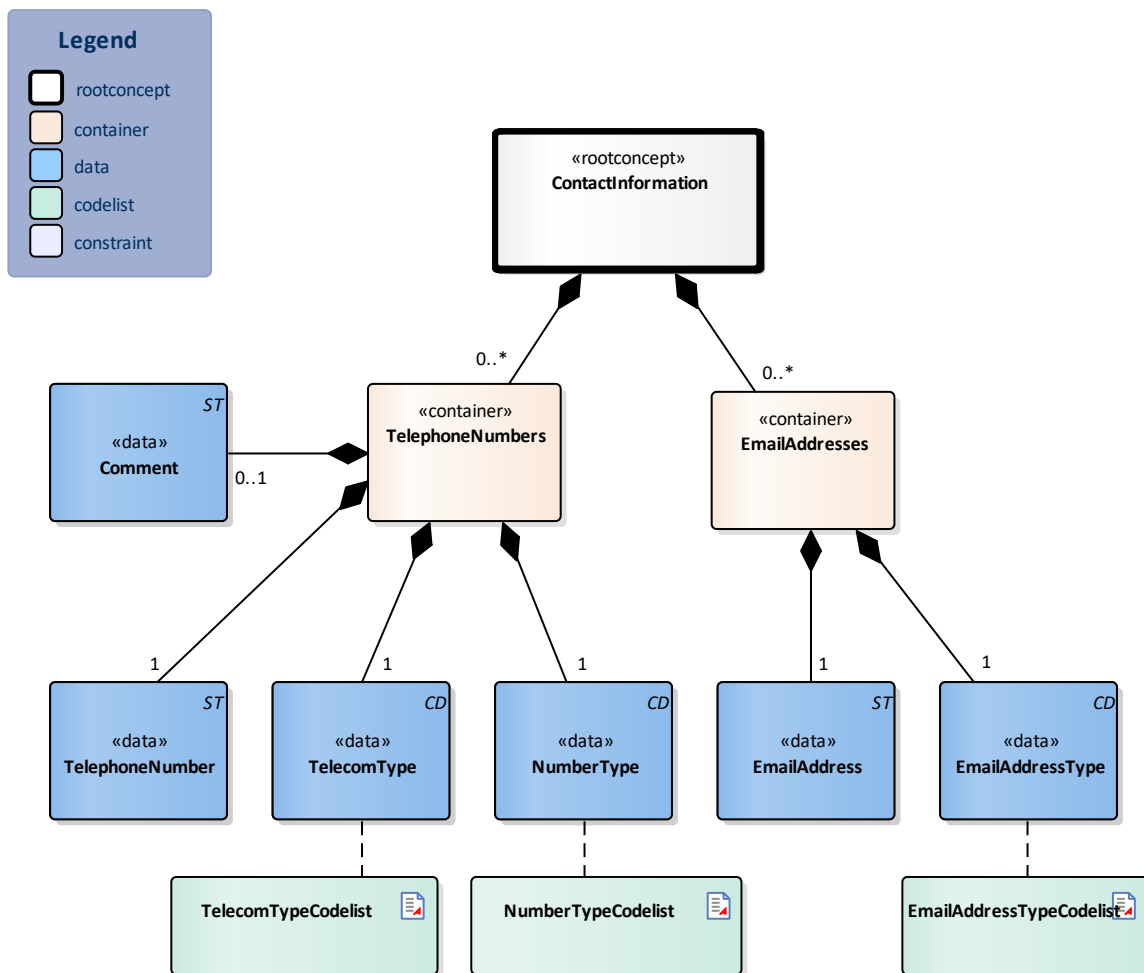 Legend
rootconcept
container
data
codelist
constraint
«rootconcept»
ContactInformation
0..*
0..*
ST
«data»
Comment
0..1
«container»
TelephoneNumbers
«container»
EmailAddresses
1
1
1
1
1
ST
«data»
TelephoneNumber
CD
«data»
TelecomType
CD
«data»
NumberType
ST
«data»
EmailAddress
CD
«data»
EmailAddressType
TelecomTypeCodelist
NumberTypeCodelist
EmailAddressTypeCodelist